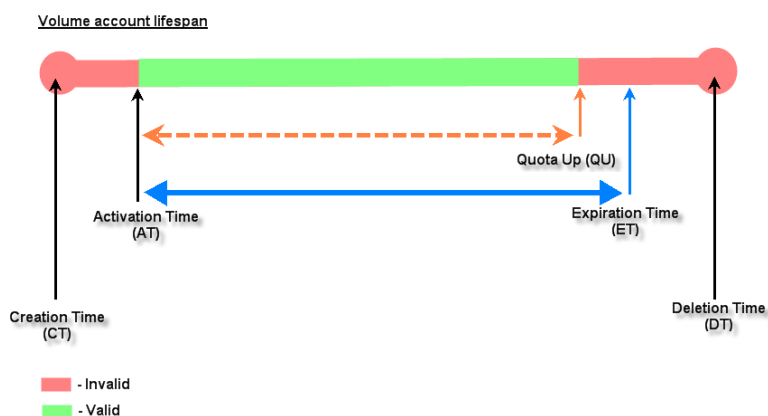 Volume account lifespan
Quota Up (QU)
Activation Time
(AT)
Expiration Time
(ET)
Creation Time
(CT)
Deletion Time
(DT)
- Invalid
- Valid